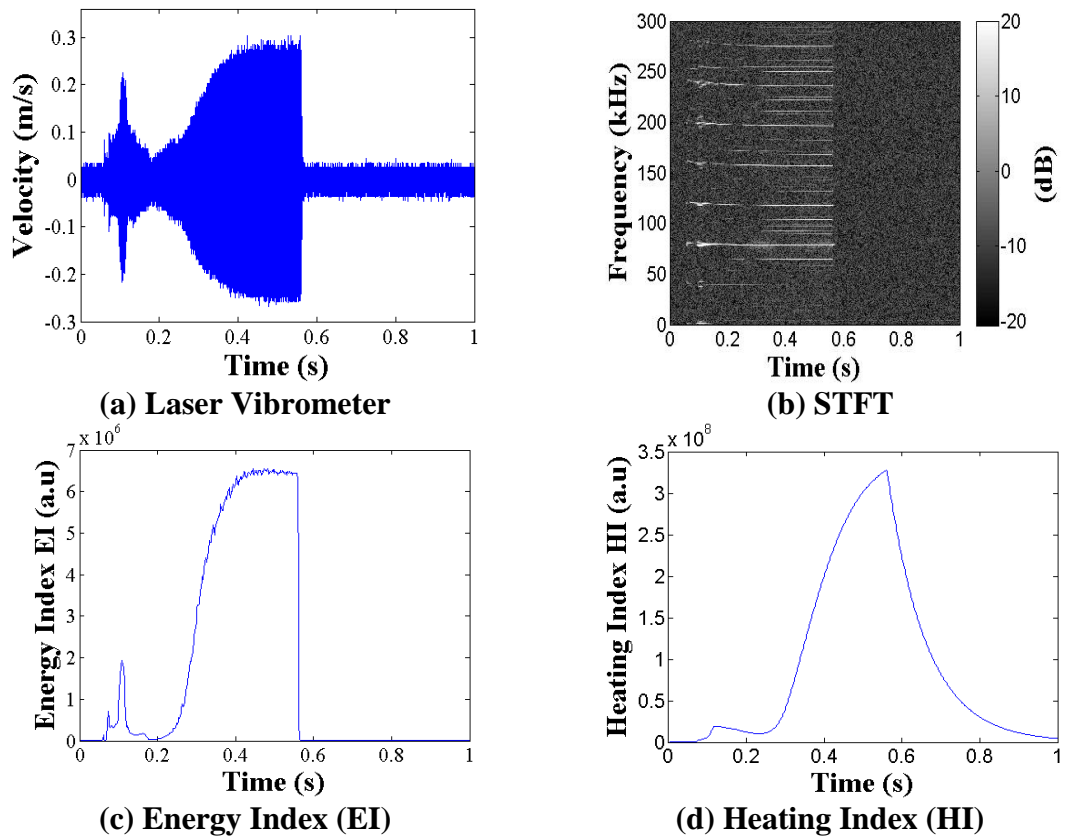 0.3
0.2
0.1
0
-0.1
-0.2
-0.3
Velocity (m/s)
0 0.2 0.4 0.6 0.8 1
Time (s)
(a) Laser Vibrometer
300
250
200
150
100
50
0
Frequency (kHz)
0 0.2 0.4 0.6 0.8 1
Time (s)
20
10
0
-10
-20
(dB)
(b) STFT
x 10^6
7
6
5
4
3
2
1
0
Energy Index EI (a.u)
0 0.2 0.4 0.6 0.8 1
Time (s)
(c) Energy Index (EI)
x 10^8
3.5
3
2.5
2
1.5
1
0.5
0
Heating Index HI (a.u)
0 0.2 0.4 0.6 0.8 1
Time (s)
(d) Heating Index (HI)